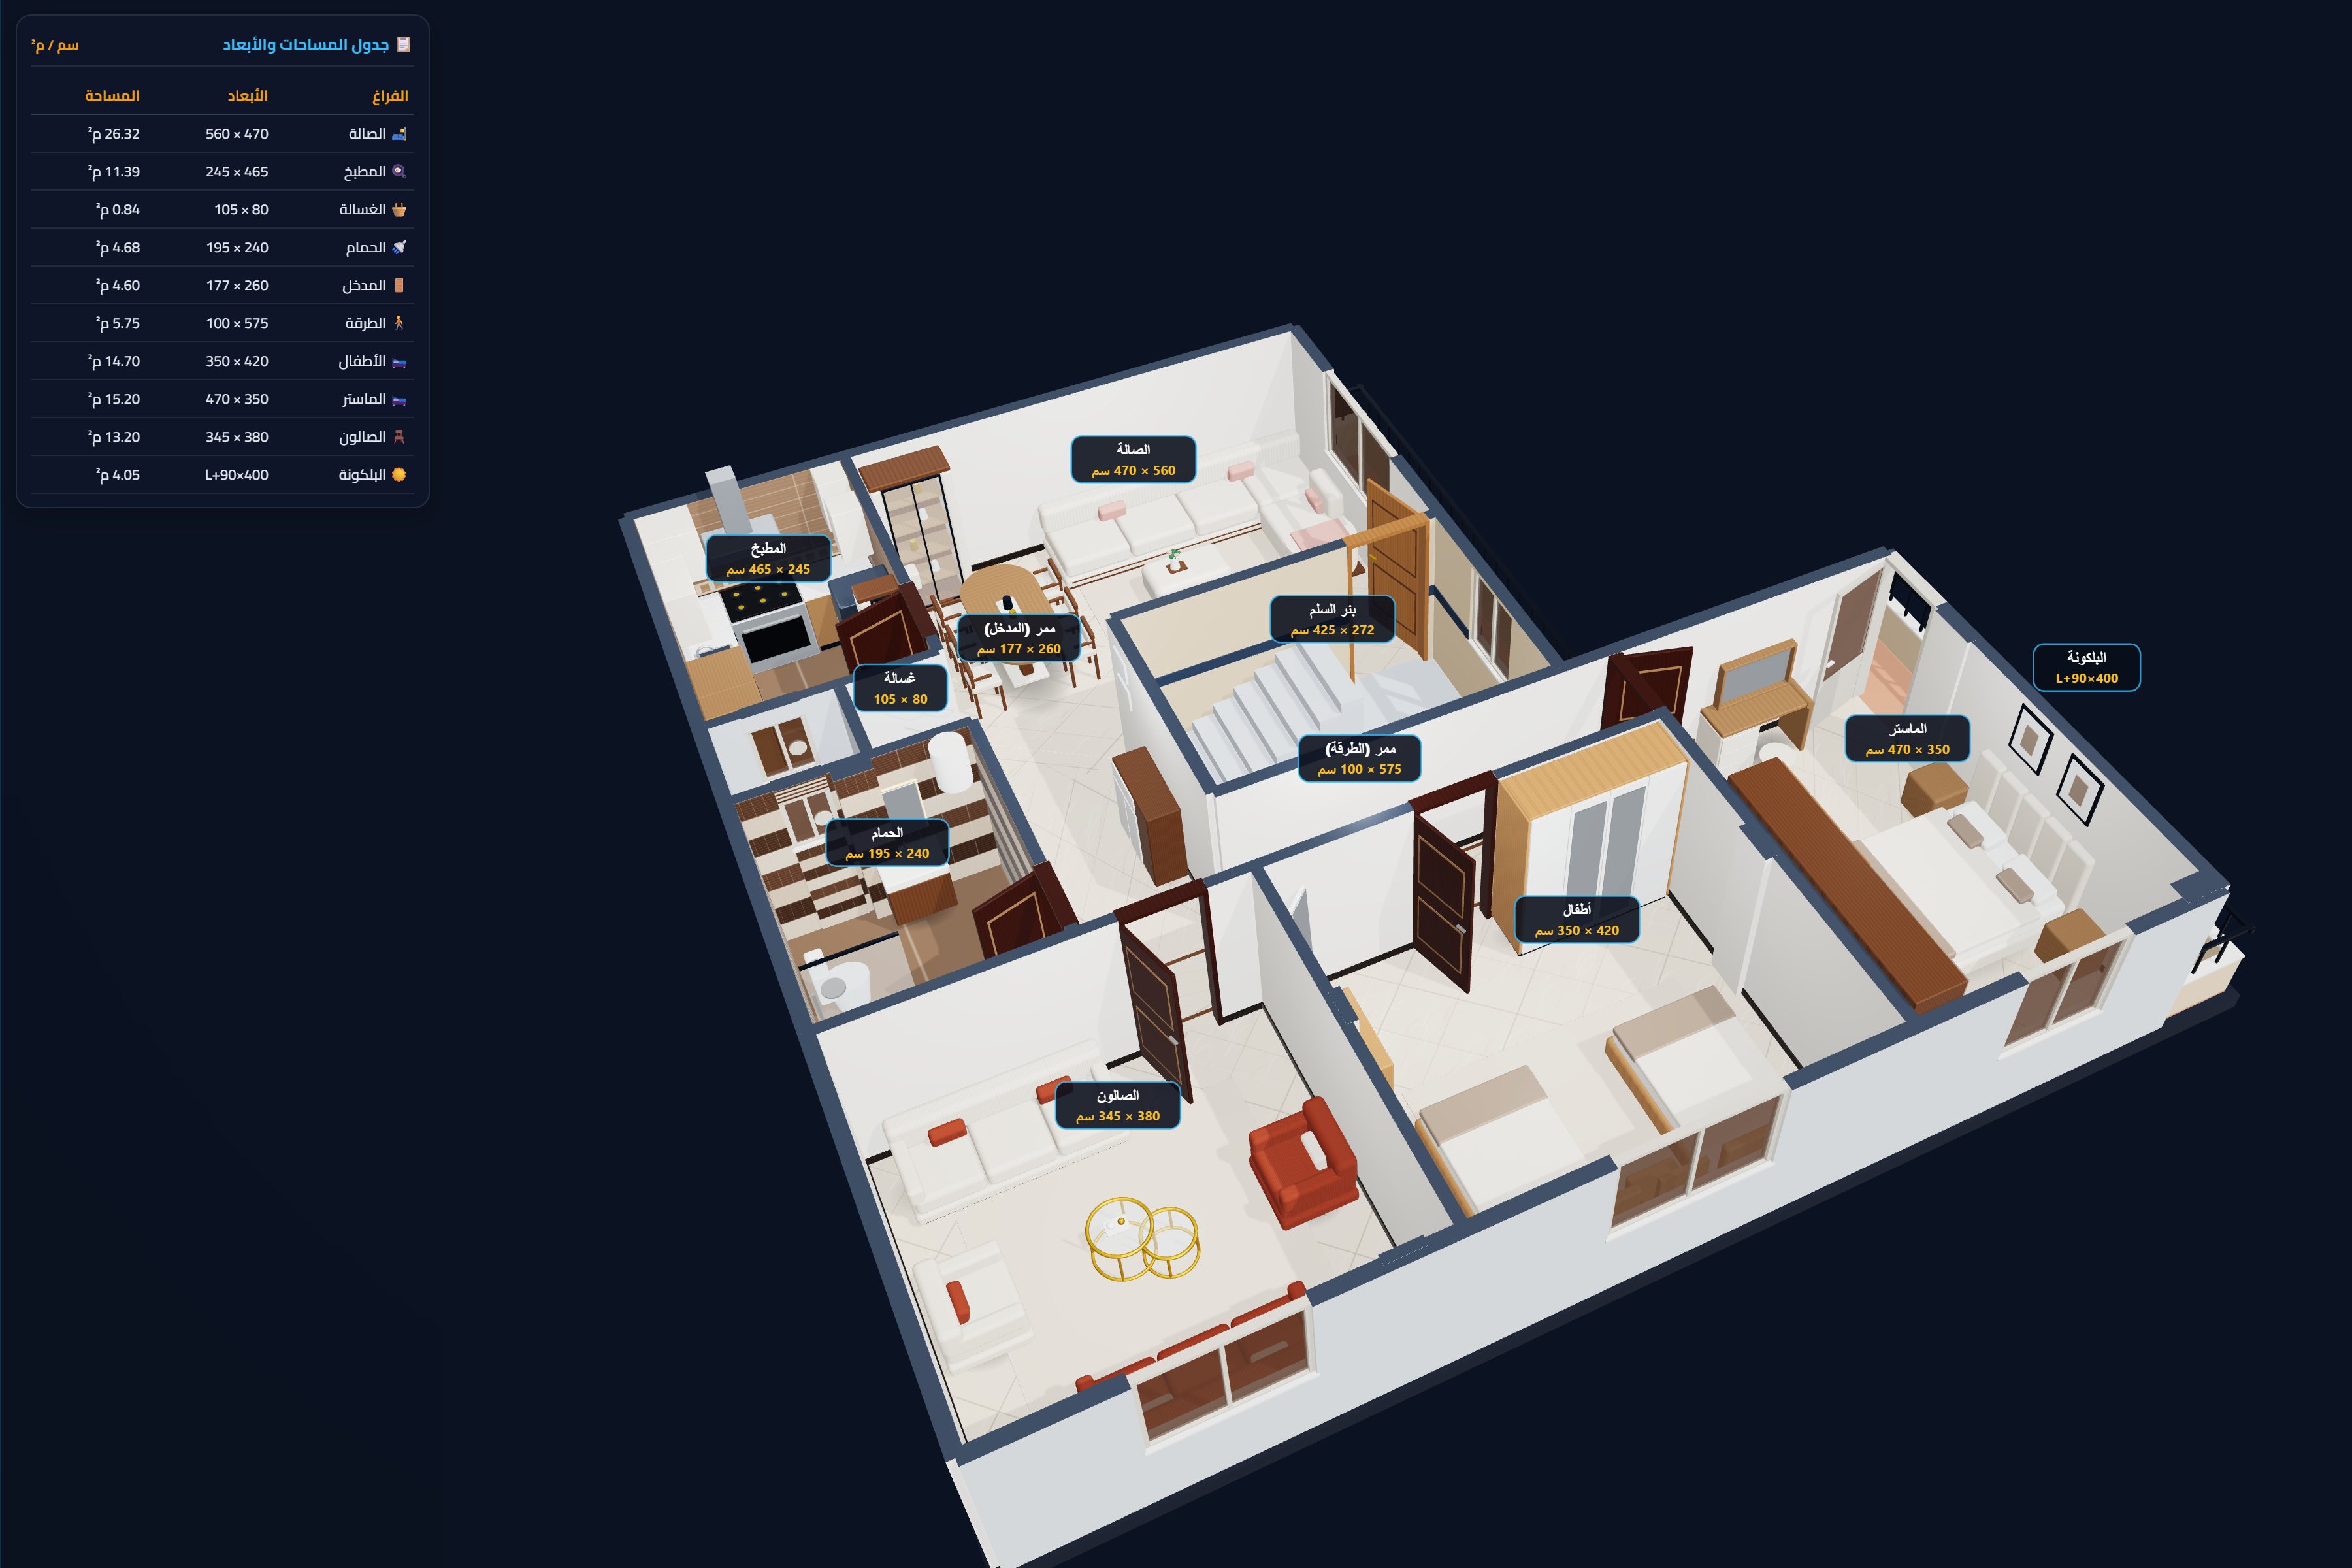 جدول المساحات والأبعاد سم / م²
الفراغ الأبعاد المساحة
الصالة 560 × 470 26.32 م²
المطبخ 245 × 465 11.39 م²
الغسالة 105 × 80 0.84 م²
الحمام 195 × 240 4.68 م²
المدخل 177 × 260 4.60 م²
الطرقة 100 × 575 5.75 م²
الأطفال 350 × 420 14.70 م²
الماستر 470 × 350 15.20 م²
الصالون 345 × 380 13.20 م²
البلكونة L+90×400 4.05 م²
الصالة
470 × 560 سم
المطبخ
465 × 245 سم
بئر السلم
425 × 272 سم
ممر (المدخل)
177 × 260 سم
غسالة
105 × 80
البلكونة
L+90×400
الماستر
470 × 350 سم
ممر (الطرقة)
100 × 575 سم
الحمام
195 × 240 سم
أطفال
350 × 420 سم
الصالون
345 × 380 سم